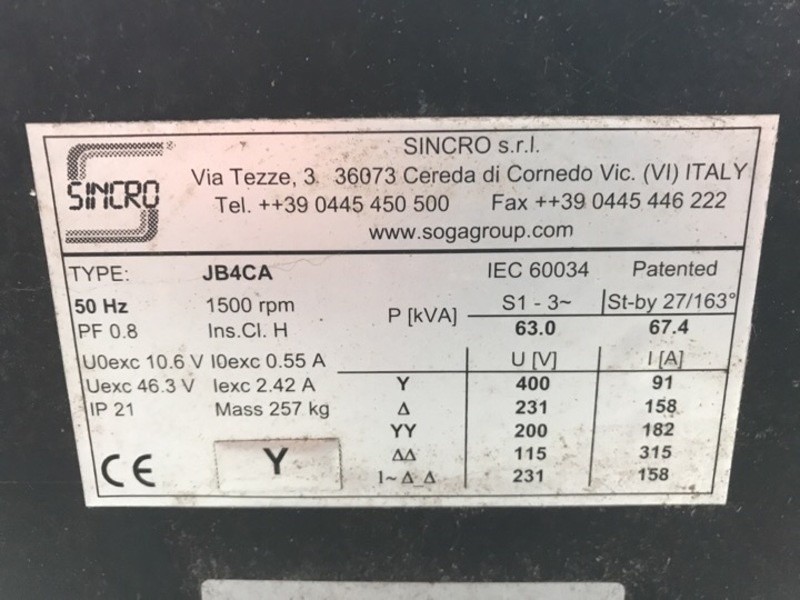 SINCRO
SINCRO s.r.l.
Via Tezze, 3 36073 Cereda di Cornedo Vic. (VI) ITALY
Tel. ++39 0445 450 500 Fax ++39 0445 446 222
www.sogagroup.com
TYPE: JB4CA IEC 60034 Patented
50 Hz 1500 rpm P [kVA] S1 - 3~ St-by 27/163°
PF 0.8 Ins.Cl. H 63.0 67.4
U0exc 10.6 V I0exc 0.55 A U [V] I [A]
Uexc 46.3 V Iexc 2.42 A Y 400 91
IP 21 Mass 257 kg Δ 231 158
YY 200 182
ΔΔ 115 315
1~ Δ_Δ 231 158
CE Y